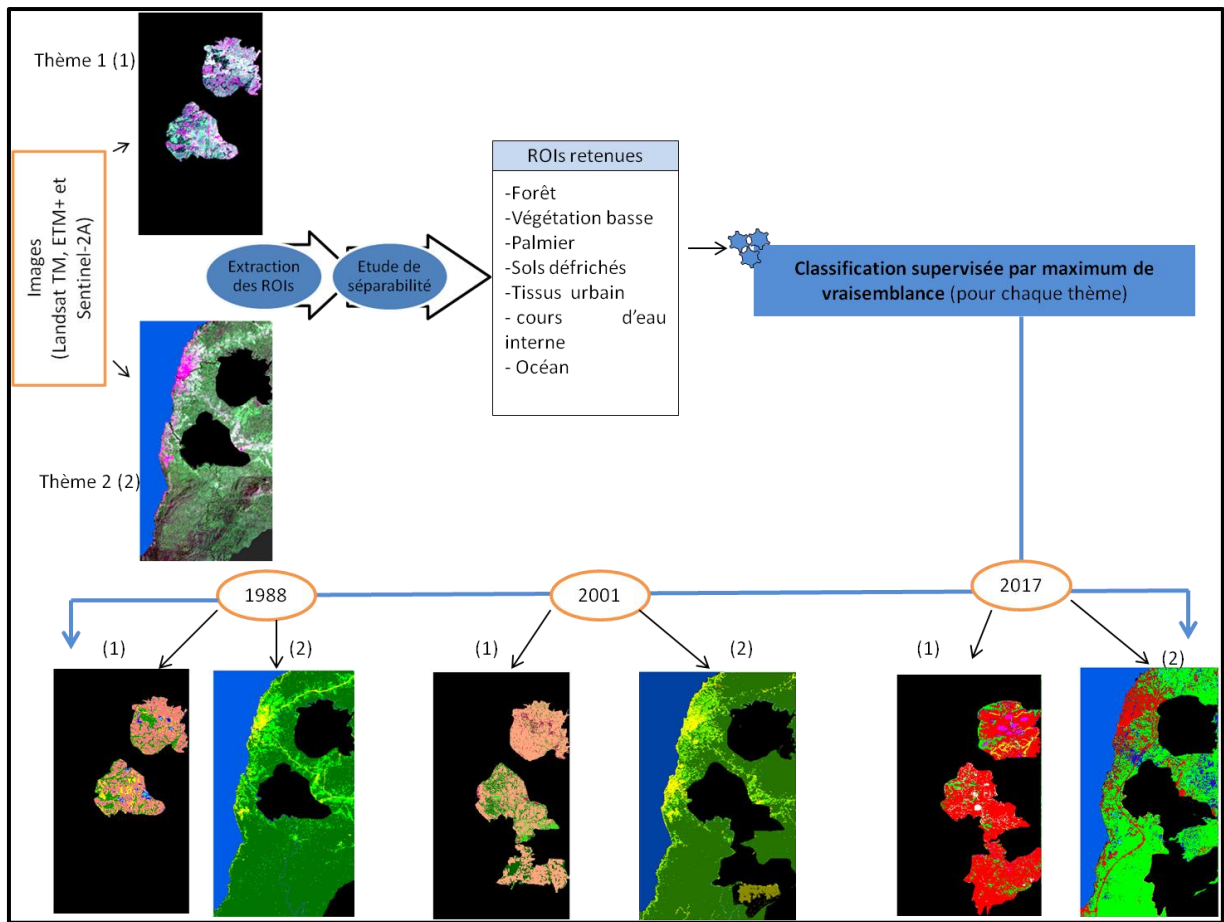 Thème 1 (1)
Images
(Landsat TM, ETM+ et
Sentinel-2A)
Thème 2 (2)
Extraction
des ROIs
Etude de
séparabilité
ROIs retenues
-Forêt
-Végétation basse
-Palmier
-Sols défrichés
-Tissus urbain
- cours d’eau
interne
- Océan
Classification supervisée par maximum de
vraisemblance (pour chaque thème)
1988
2001
2017
(1)
(2)
(1)
(2)
(1)
(2)